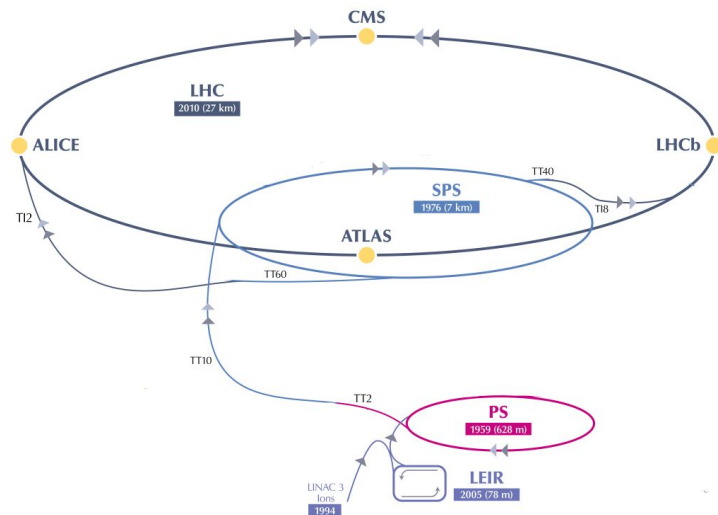 CMS
LHC
2010 (27 km)
ALICE
LHCb
TT40
SPS
1976 (7 km)
TI8
TI2
ATLAS
TT60
TT10
TT2
PS
1959 (628 m)
LINAC 3
Ions
1994
LEIR
2005 (78 m)